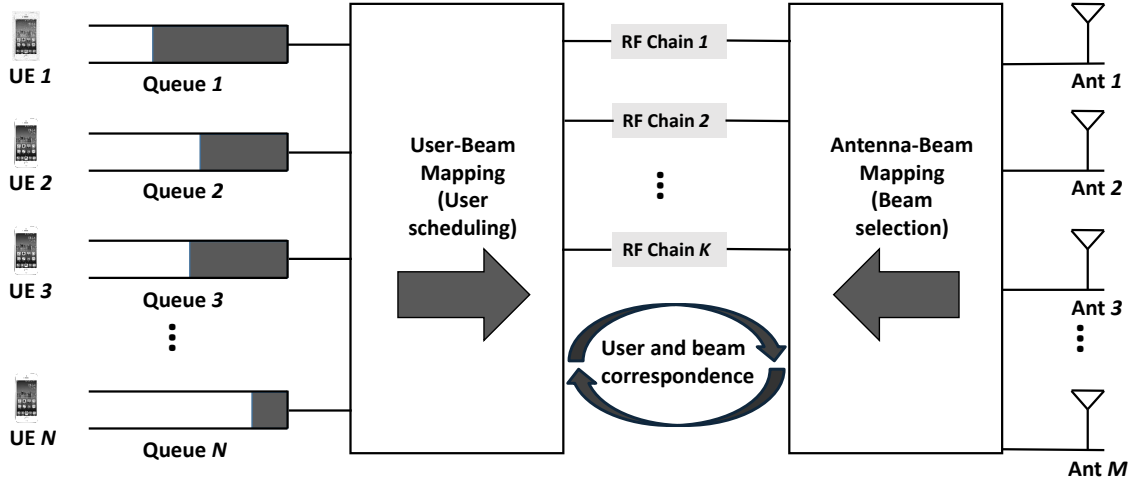 UE 1
Queue 1
UE 2
Queue 2
UE 3
Queue 3
UE N
Queue N
User-Beam
Mapping
(User
scheduling)
RF Chain 1
RF Chain 2
RF Chain K
User and beam
correspondence
Antenna-Beam
Mapping
(Beam
selection)
Ant 1
Ant 2
Ant 3
Ant M